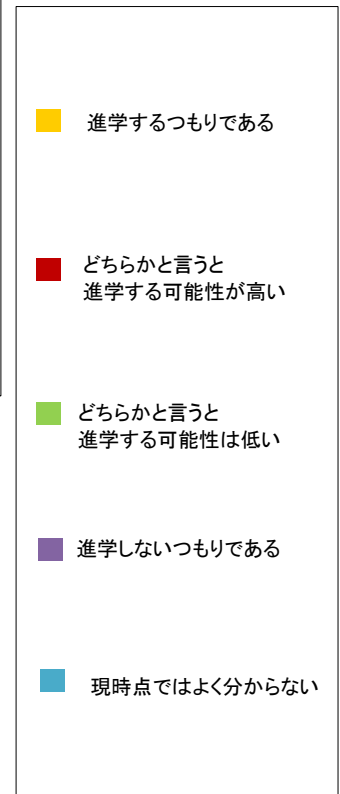 進学するつもりである
どちらかと言うと
進学する可能性が高い
どちらかと言うと
進学する可能性は低い
進学しないつもりである
現時点ではよく分からない